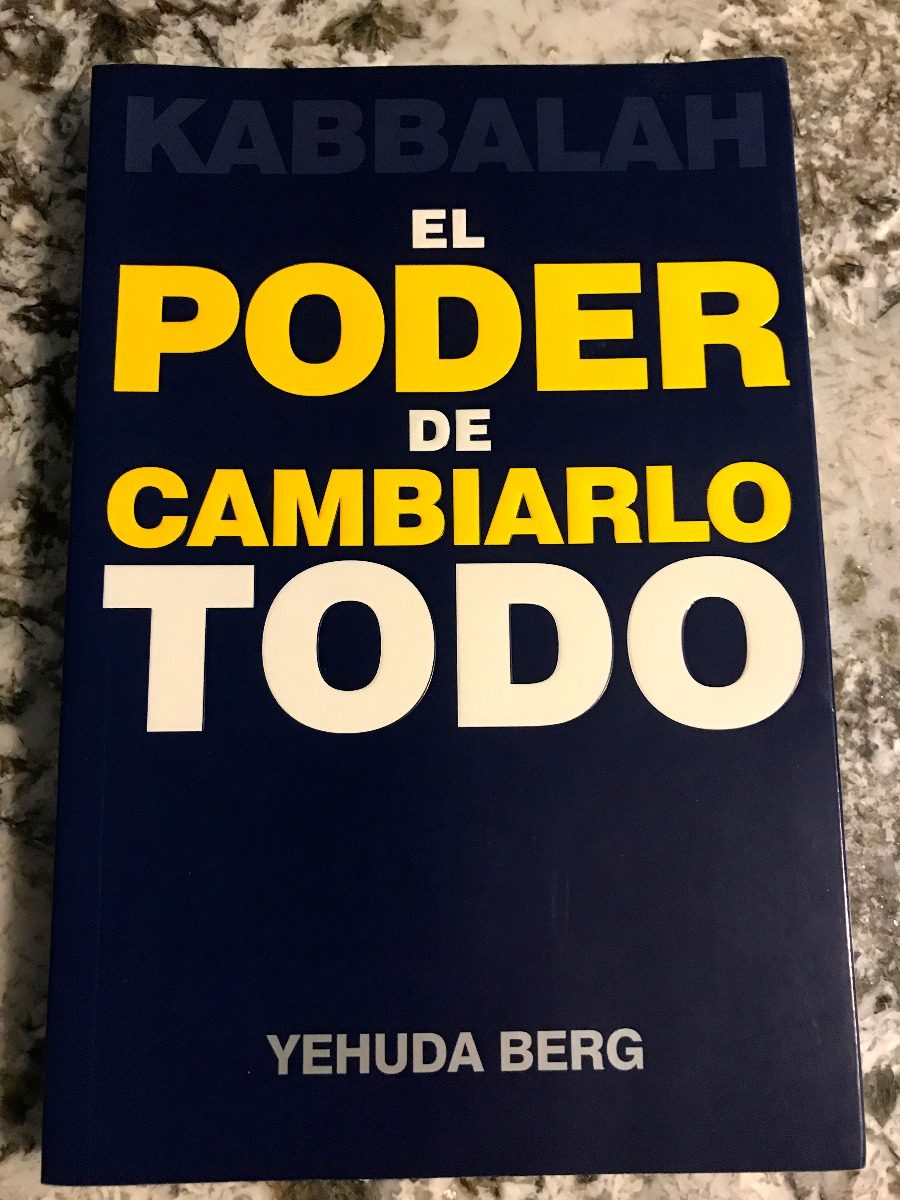 KABBALAH
EL
PODER
DE
CAMBIARLO
TODO
YEHUDA BERG